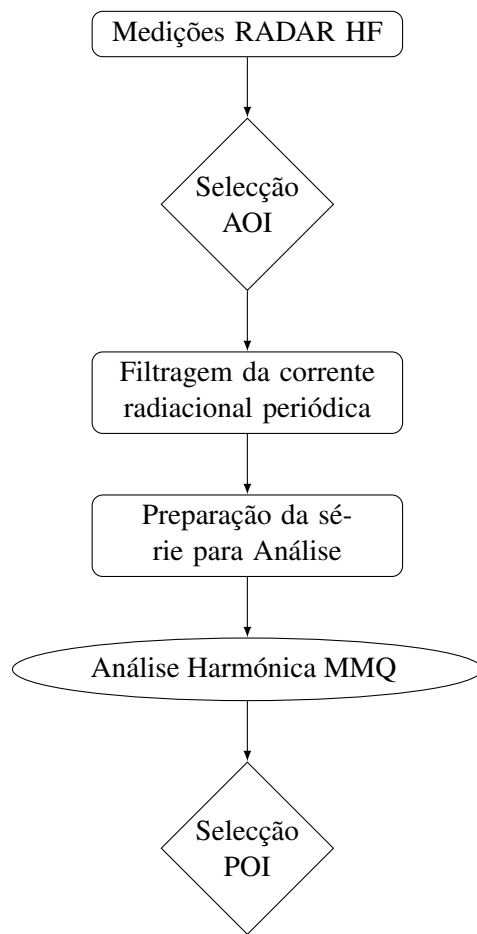 Medições RADAR HF
Selecção
AOI
Filtragem da corrente
radiacional periódica
Preparação da sé-
rie para Análise
Análise Harmónica MMQ
Selecção
POI